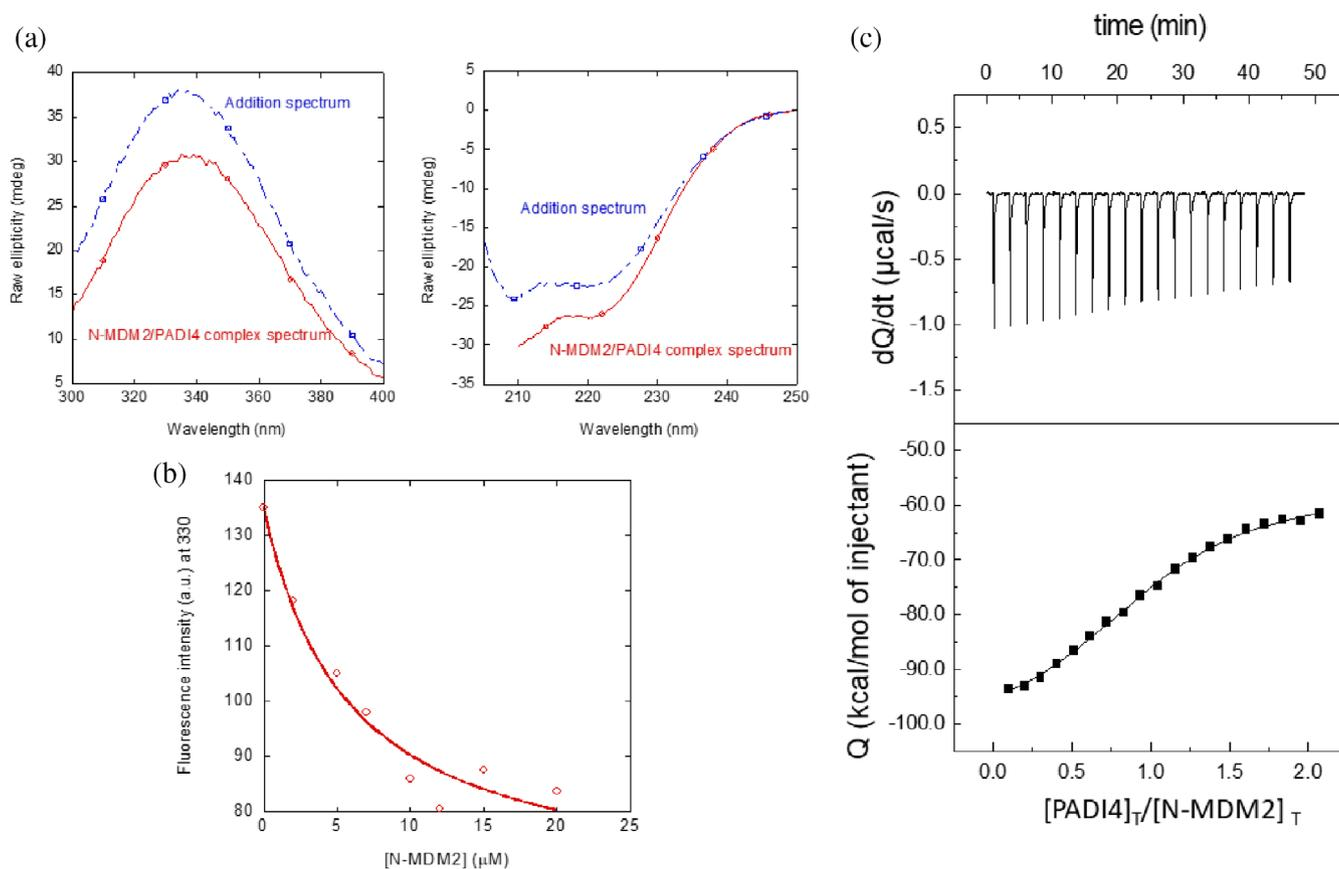 (a)
40
35
30
25
20
15
10
5
Raw ellipticity (mdeg)
Addition spectrum
N-MDM2/PADI4 complex spectrum
300 320 340 360 380 400
Wavelength (nm)
5
0
-5
-10
-15
-20
-25
-30
-35
Raw ellipticity (mdeg)
Addition spectrum
N-MDM2/PADI4 complex spectrum
210 220 230 240 250
Wavelength (nm)
(b)
140
130
120
110
100
90
80
Fluorescence intensity (a.u.) at 330
0 5 10 15 20 25
[N-MDM2] (μM)
(c)
time (min)
0 10 20 30 40 50
0.5
0.0
-0.5
-1.0
-1.5
dQ/dt (μcal/s)
-50.0
-60.0
-70.0
-80.0
-90.0
-100.0
Q (kcal/mol of injectant)
0.0 0.5 1.0 1.5 2.0
[PADI4]T/[N-MDM2] T